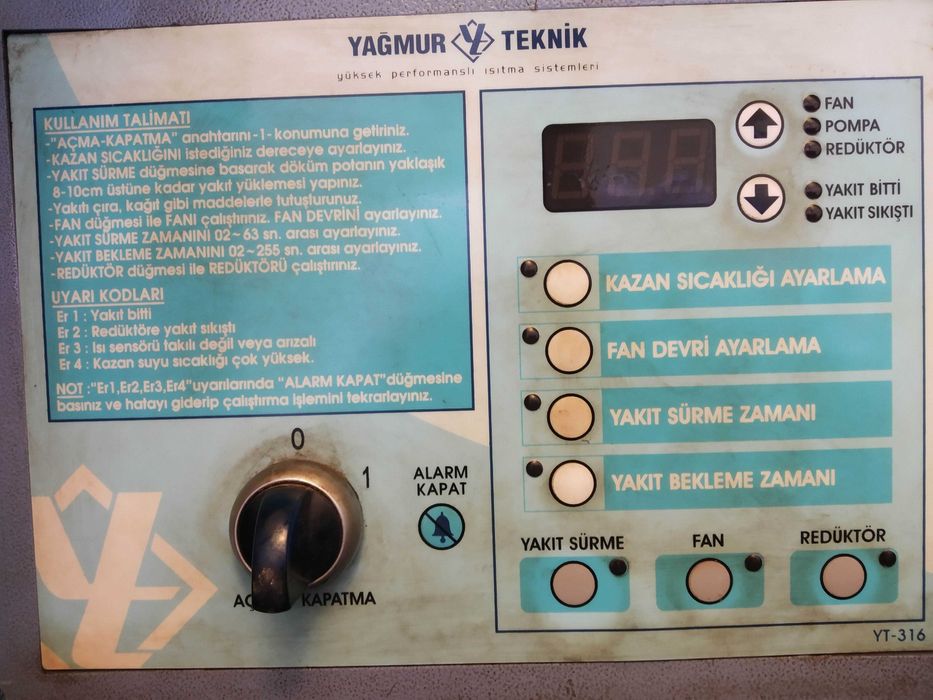 YAĞMUR TEKNİK
yüksek performanslı ısıtma sistemleri
KULLANIM TALİMATI
-"AÇMA-KAPATMA" anahtarını -1- konumuna getiriniz.
-KAZAN SICAKLIĞINI istediğiniz dereceye ayarlayınız.
-YAKIT SÜRME düğmesine basarak döküm potanın yaklaşık
8-10cm üstüne kadar yakıt yüklemesi yapınız.
-Yakıtı çıra, kağıt gibi maddelerle tutuşturunuz.
-FAN düğmesi ile FANI çalıştırınız. FAN DEVRİNİ ayarlayınız.
-YAKIT SÜRME ZAMANINI 02~63 sn. arası ayarlayınız.
-YAKIT BEKLEME ZAMANINI 02~255 sn. arası ayarlayınız.
-REDÜKTÖR düğmesi ile REDÜKTÖRÜ çalıştırınız.
UYARI KODLARI
Er 1 : Yakıt bitti
Er 2 : Redüktöre yakıt sıkıştı
Er 3 : Isı sensörü takılı değil veya arızalı
Er 4 : Kazan suyu sıcaklığı çok yüksek.
NOT :"Er1,Er2,Er3,Er4"uyarılarında "ALARM KAPAT"düğmesine
basınız ve hatayı giderip çalıştırma işlemini tekrarlayınız.
0
1
ALARM
KAPAT
KAPATMA
FAN
POMPA
REDÜKTÖR
YAKIT BİTTİ
YAKIT SIKIŞTI
KAZAN SICAKLIĞI AYARLAMA
FAN DEVRİ AYARLAMA
YAKIT SÜRME ZAMANI
YAKIT BEKLEME ZAMANI
YAKIT SÜRME
FAN
REDÜKTÖR
YT-316